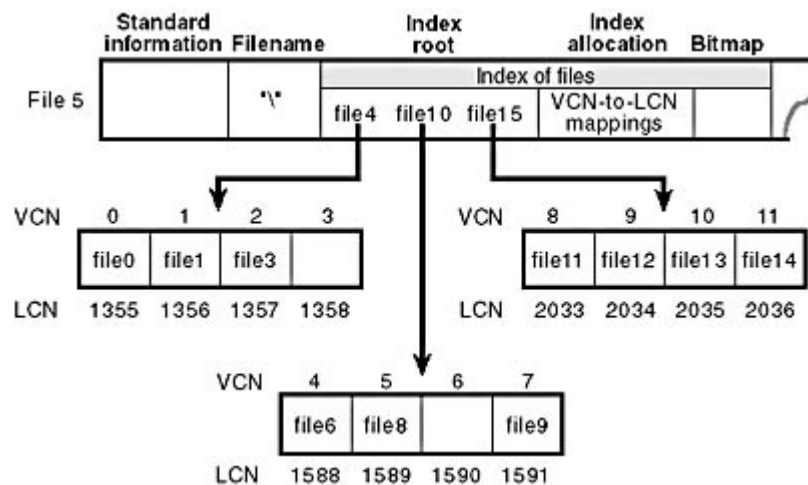 Standard information Filename Index root Index allocation Bitmap
File 5
"\"
Index of files
file4 file10 file15
VCN-to-LCN mappings
VCN 0 1 2 3
file0 file1 file3
LCN 1355 1356 1357 1358
VCN 8 9 10 11
file11 file12 file13 file14
LCN 2033 2034 2035 2036
VCN 4 5 6 7
file6 file8 file9
LCN 1588 1589 1590 1591